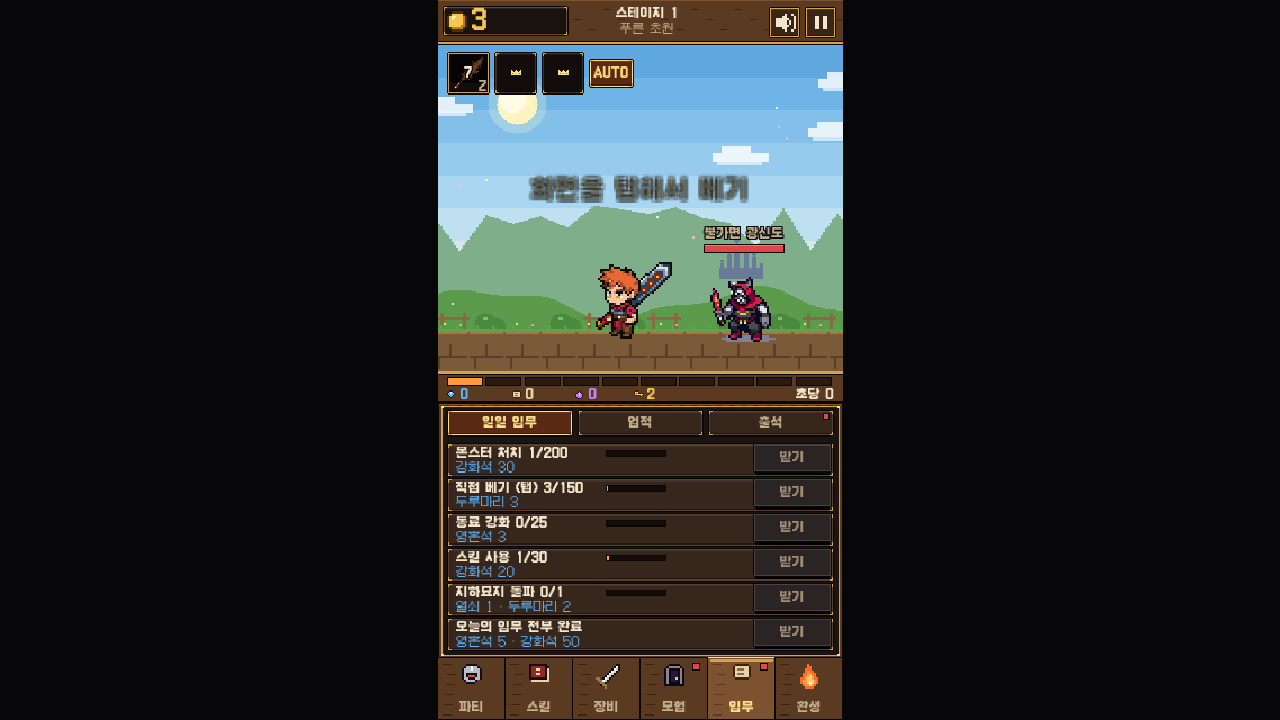 3
스테이지 1
푸른 초원
7
Z
AUTO
화면을 탭해서 베기
뿔가면 광신도
0
0
0
2
초당 0
일일 임무
업적
출석
몬스터 처치 1/200
강화석 30
받기
직접 베기 (탭) 3/150
두루마리 3
받기
동료 강화 0/25
영혼석 3
받기
스킬 사용 1/30
강화석 20
받기
지하묘지 돌파 0/1
열쇠 1 · 두루마리 2
받기
오늘의 임무 전부 완료
영혼석 5 · 강화석 50
받기
파티
스킬
장비
모험
임무
환생